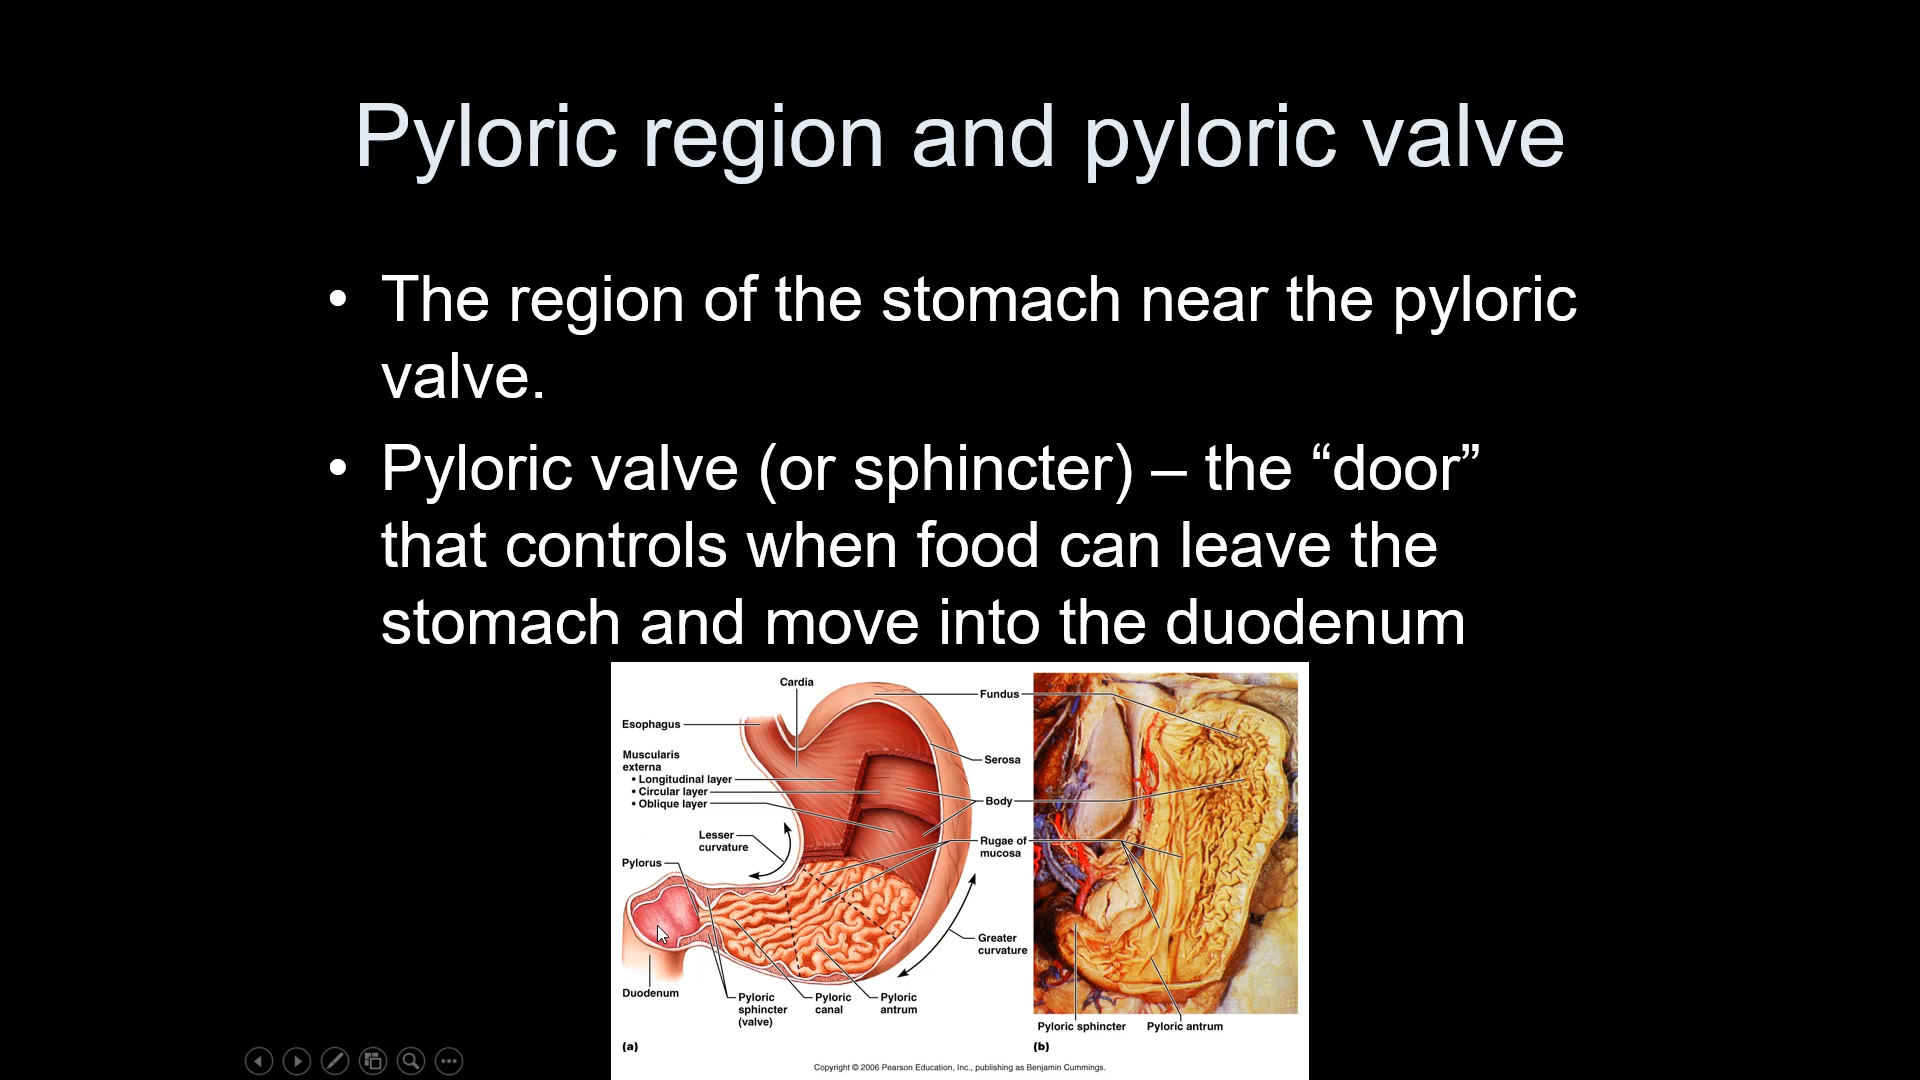 Pyloric region and pyloric valve
• The region of the stomach near the pyloric
valve.
• Pyloric valve (or sphincter) – the “door”
that controls when food can leave the
stomach and move into the duodenum
Cardia
Esophagus
Muscularis
externa
• Longitudinal layer
• Circular layer
• Oblique layer
Lesser
curvature
Pylorus
Duodenum
Pyloric
sphincter
(valve)
Pyloric
canal
Pyloric
antrum
Fundus
Serosa
Body
Rugae of
mucosa
Greater
curvature
Pyloric sphincter
Pyloric antrum
(a)
(b)
Copyright © 2006 Pearson Education, Inc., publishing as Benjamin Cummings.